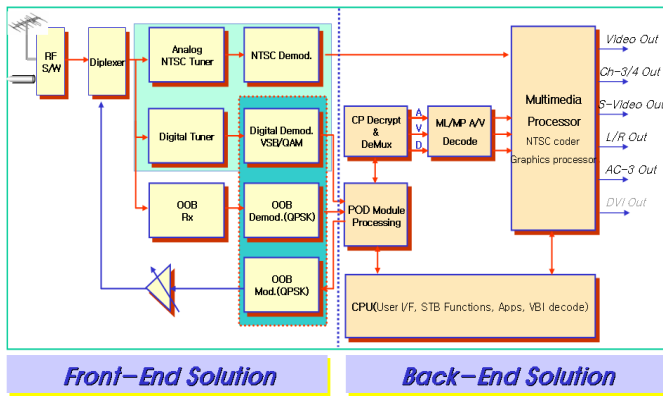 RF
S/W
Diplexer
Analog
NTSC Tuner
NTSC Demod.
Digital Tuner
Digital Demod.
VSB/QAM
OOB
Rx
OOB
Demod.(QPSK)
OOB
Mod.(QPSK)
CP Decrypt
&
DeMux
A
V
D
ML/MP A/V
Decode
POD Module
Processing
Multimedia
Processor
NTSC coder
Graphics processor
CPU(User I/F, STB Functions, Apps, VBI decode)
Video Out
Ch-3/4 Out
S-Video Out
L/R Out
AC-3 Out
DVI Out
Front-End Solution
Back-End Solution